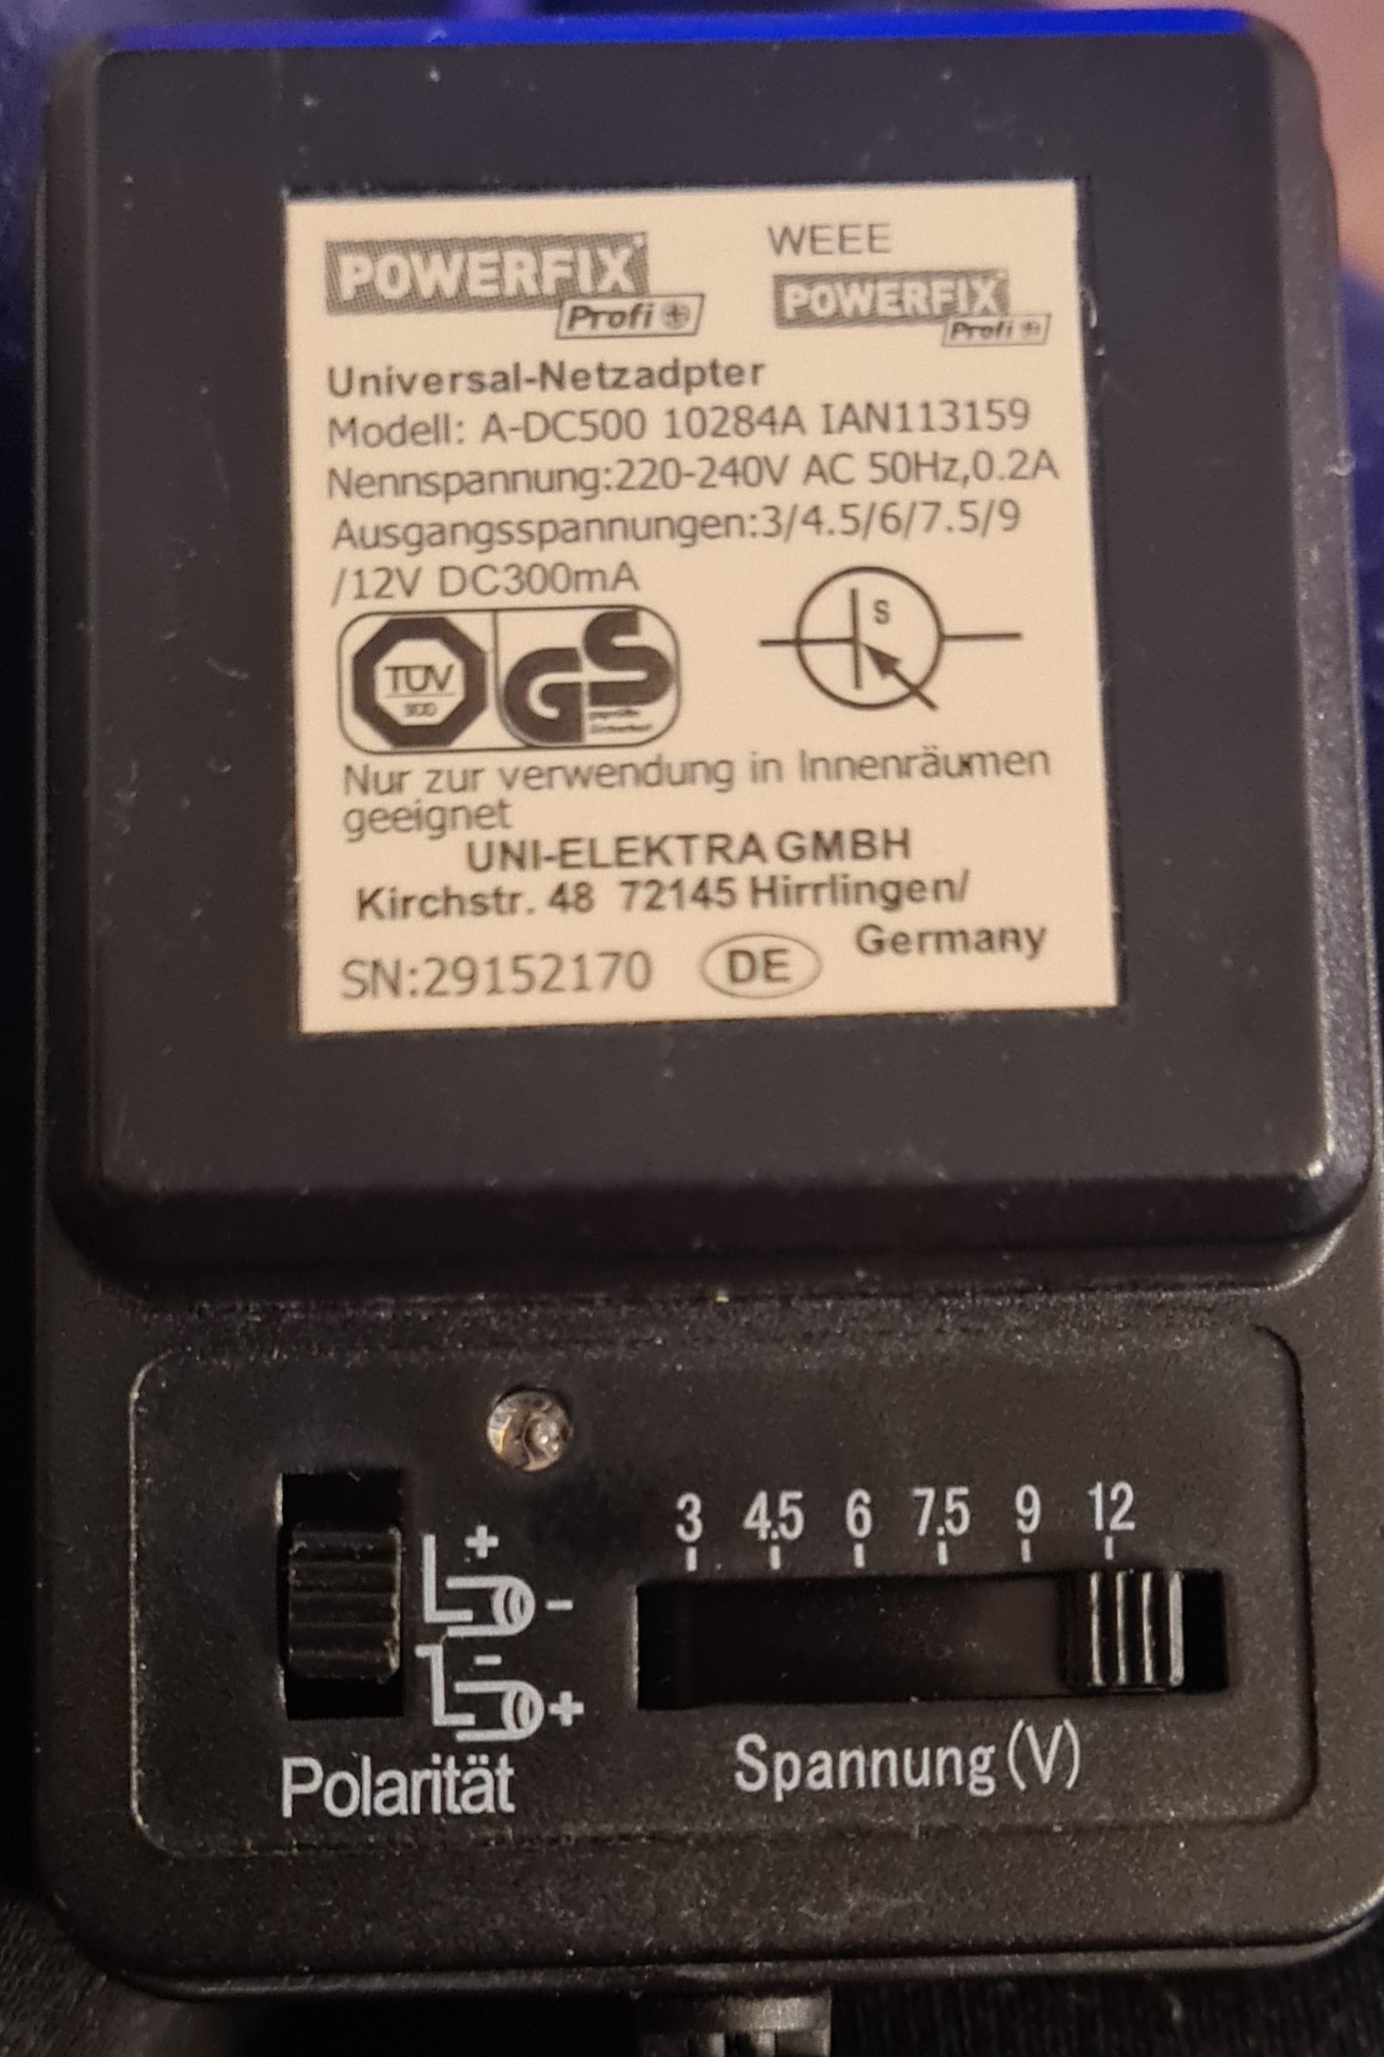 POWERFIX
Profi
WEEE
POWERFIX
Profi
Universal-Netzadpter
Modell: A-DC500 10284A IAN113159
Nennspannung:220-240V AC 50Hz,0.2A
Ausgangsspannungen:3/4.5/6/7.5/9
/12V DC300mA
S
TÜV
GS
Nur zur verwendung in Innenräumen
geeignet
UNI-ELEKTRA GMBH
Kirchstr. 48 72145 Hirrlingen/
Germany
SN:29152170 DE
3 4.5 6 7.5 9 12
+
-
-
+
Polarität
Spannung (V)